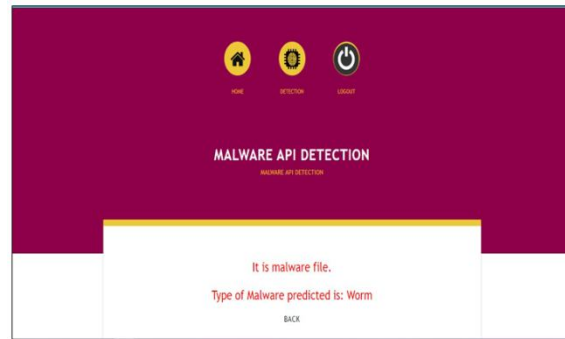 HOME DETECTION LOGOUT
MALWARE API DETECTION
MALWARE API DETECTION
It is malware file.
Type of Malware predicted is: Worm
BACK